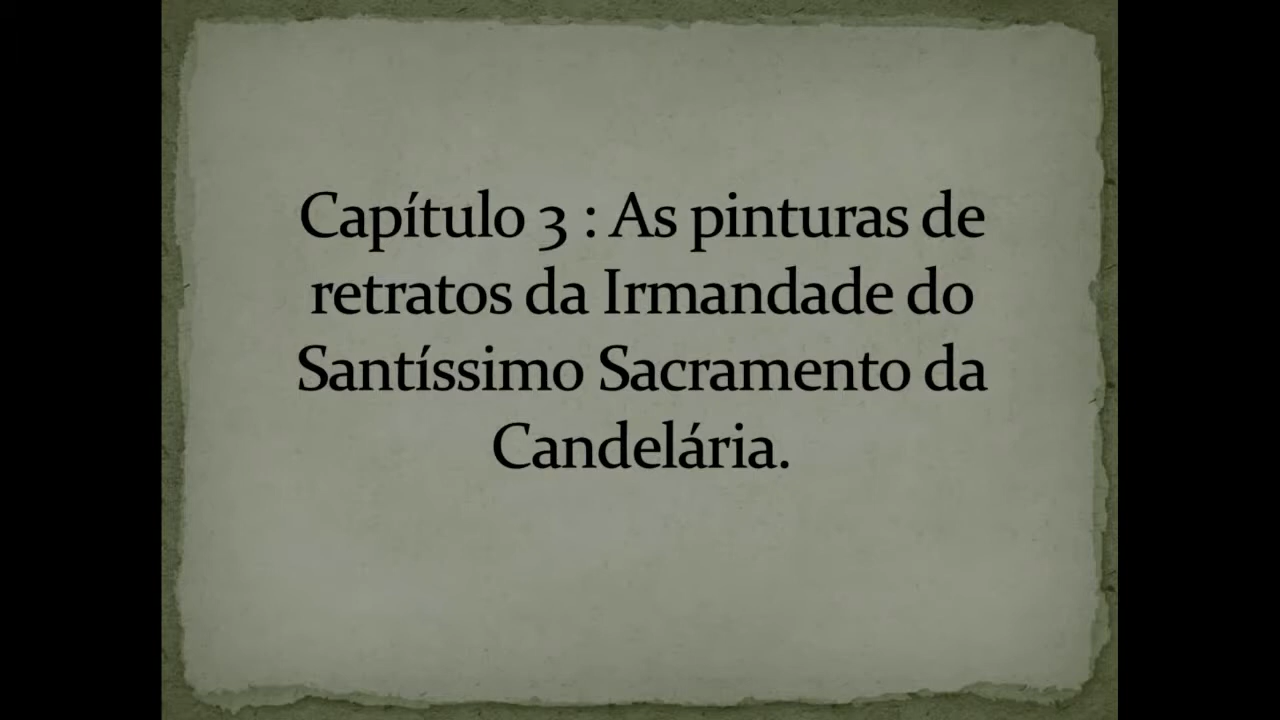 Capítulo 3 : As pinturas de
retratos da Irmandade do
Santíssimo Sacramento da
Candelária.